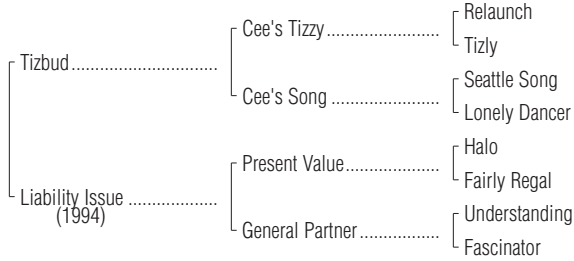 Relaunch
Cee's Tizzy
Tizly
Tizbud
Seattle Song
Cee's Song
Lonely Dancer
Halo
Present Value
Fairly Regal
Liability Issue
(1994)
Understanding
General Partner
Fascinator